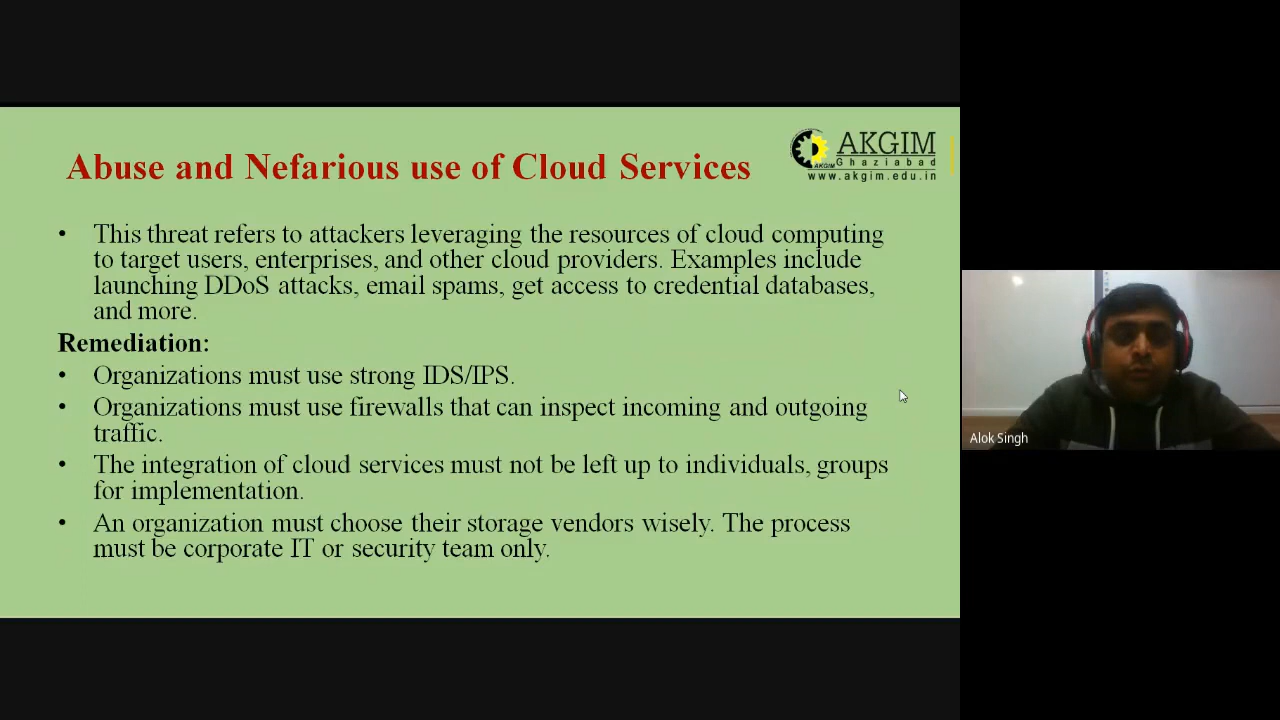 Abuse and Nefarious use of Cloud Services
AKGIM
Ghaziabad
AKGIM
www.akgim.edu.in
• This threat refers to attackers leveraging the resources of cloud computing
to target users, enterprises, and other cloud providers. Examples include
launching DDoS attacks, email spams, get access to credential databases,
and more.
Remediation:
• Organizations must use strong IDS/IPS.
• Organizations must use firewalls that can inspect incoming and outgoing
traffic.
• The integration of cloud services must not be left up to individuals, groups
for implementation.
• An organization must choose their storage vendors wisely. The process
must be corporate IT or security team only.
Alok Singh